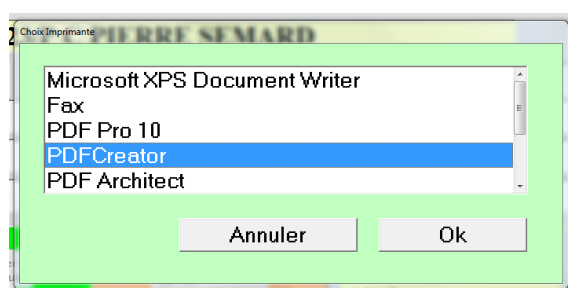 Choix Imprimante
PIERRE SEMARD
Microsoft XPS Document Writer
Fax
PDF Pro 10
PDFCreator
PDF Architect
Annuler
Ok